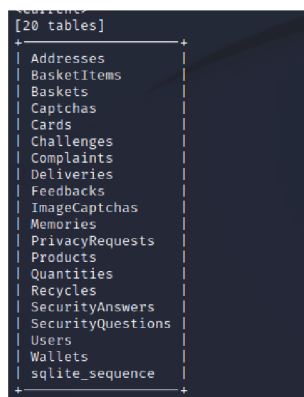 <current>
[20 tables]
+-------------------+
| Addresses |
| BasketItems |
| Baskets |
| Captchas |
| Cards |
| Challenges |
| Complaints |
| Deliveries |
| Feedbacks |
| ImageCaptchas |
| Memories |
| PrivacyRequests |
| Products |
| Quantities |
| Recycles |
| SecurityAnswers |
| SecurityQuestions |
| Users |
| Wallets |
| sqlite_sequence |
+-------------------+